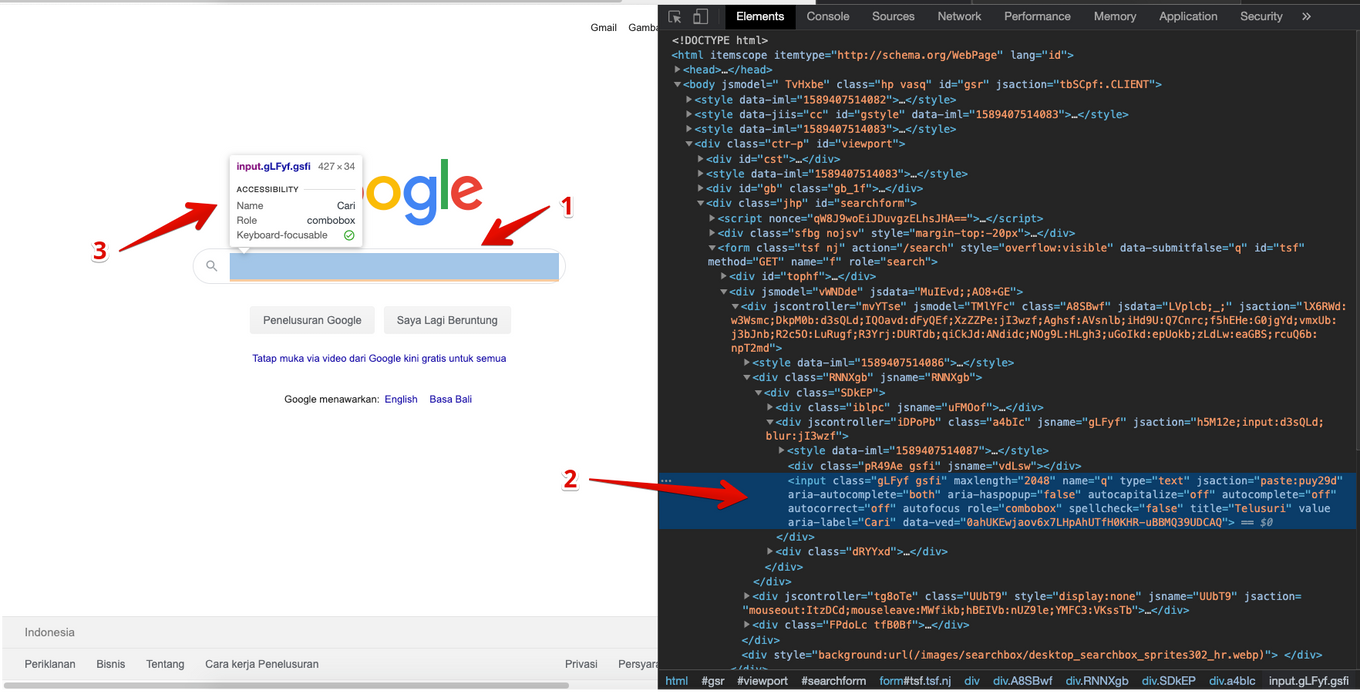 Gmail
Elements Console Sources Network Performance Memory Application Security »
<!DOCTYPE html>
<html itemscope itemtype="http://schema.org/WebPage" lang="id">
▶<head>…</head>
▼<body jsmodel=" TvHxbe" class="hp vasq" id="gsr" jsaction="tbSCpf:.CLIENT">
▶<style data-iml="1589407514082">…</style>
▶<style data-jiis="cc" id="gstyle" data-iml="1589407514083">…</style>
▶<style data-iml="1589407514083">…</style>
▼<div class="ctr-p" id="viewport">
▶<div id="cst">…</div>
▶<style data-iml="1589407514083">…</style>
▶<div id="gb" class="gb_1f">…</div>
▼<div class="jhp" id="searchform">
▶<script nonce="qW8J9woEiJDuvgzELhsJHA==">…</script>
▶<div class="sfbg nojsv" style="margin-top:-20px">…</div>
▼<form class="tsf nj" action="/search" style="overflow:visible" data-submitfalse="q" id="tsf"
method="GET" name="f" role="search">
▶<div id="tophf">…</div>
▼<div jsmodel="vWNDde" jsdata="MuIEvd;;AO8+GE">
▼<div jscontroller="mvYTse" jsmodel="TMlYFc" class="A8SBwf" jsdata="LVplcb;_;" jsaction="lX6RWd:
w3Wsmc;DkpM0b:d3sQLd;IQOavd:dFyQEf;XzZZPe:jI3wzf;Aghsf:AVsnlb;iHd9U:Q7Cnrc;f5hEHe:G0jgYd;vmxUb:
j3bJnb;R2c5O:LuRugf;R3Yrj:DURTdb;qiCkJd:ANdidc;NOg9L:HLgh3;uGoIkd:epUokb;zLdLw:eaGBS;rcuQ6b:
npT2md">
▶<style data-iml="1589407514086">…</style>
▼<div class="RNNXgb" jsname="RNNXgb">
▼<div class="SDkEP">
▶<div class="iblpc" jsname="uFMOof">…</div>
▼<div jscontroller="iDPoPb" class="a4bIc" jsname="gLFyf" jsaction="h5M12e;input:d3sQLd;
blur:jI3wzf">
▶<style data-iml="1589407514087">…</style>
<div class="pR49Ae gsfi" jsname="vdLsw"></div>
<input class="gLFyf gsfi" maxlength="2048" name="q" type="text" jsaction="paste:puy29d"
aria-autocomplete="both" aria-haspopup="false" autocapitalize="off" autocomplete="off"
autocorrect="off" autofocus role="combobox" spellcheck="false" title="Telusuri" value
aria-label="Cari" data-ved="0ahUKEwjaov6x7LHpAhUTfH0KHR-uBBMQ39UDCAQ"> == $0
</div>
▶<div class="dRYYxd">…</div>
</div>
</div>
▶<div jscontroller="tg8oTe" class="UUbT9" style="display:none" jsname="UUbT9" jsaction=
"mouseout:ItzDCd;mouseleave:MWfikb;hBEIVb:nUZ9le;YMFC3:VKssTb">…</div>
▶<div class="FPdoLc tfB0Bf">…</div>
</div>
<div style="background:url(/images/searchbox/desktop_searchbox_sprites302_hr.webp)"> </div>
html #gsr #viewport #searchform form#tsf.tsf.nj div div.A8SBwf div.RNNXgb div.SDkEP div.a4bIc input.gLFyf.gsfi
input.gLFyf.gsfi 427 × 34
ACCESSIBILITY
Name Cari
Role combobox
Keyboard-focusable
ogle
1
2
3
Penelusuran Google Saya Lagi Beruntung
Tatap muka via video dari Google kini gratis untuk semua
Google menawarkan: English Basa Bali
Indonesia
Periklanan Bisnis Tentang Cara kerja Penelusuran Privasi